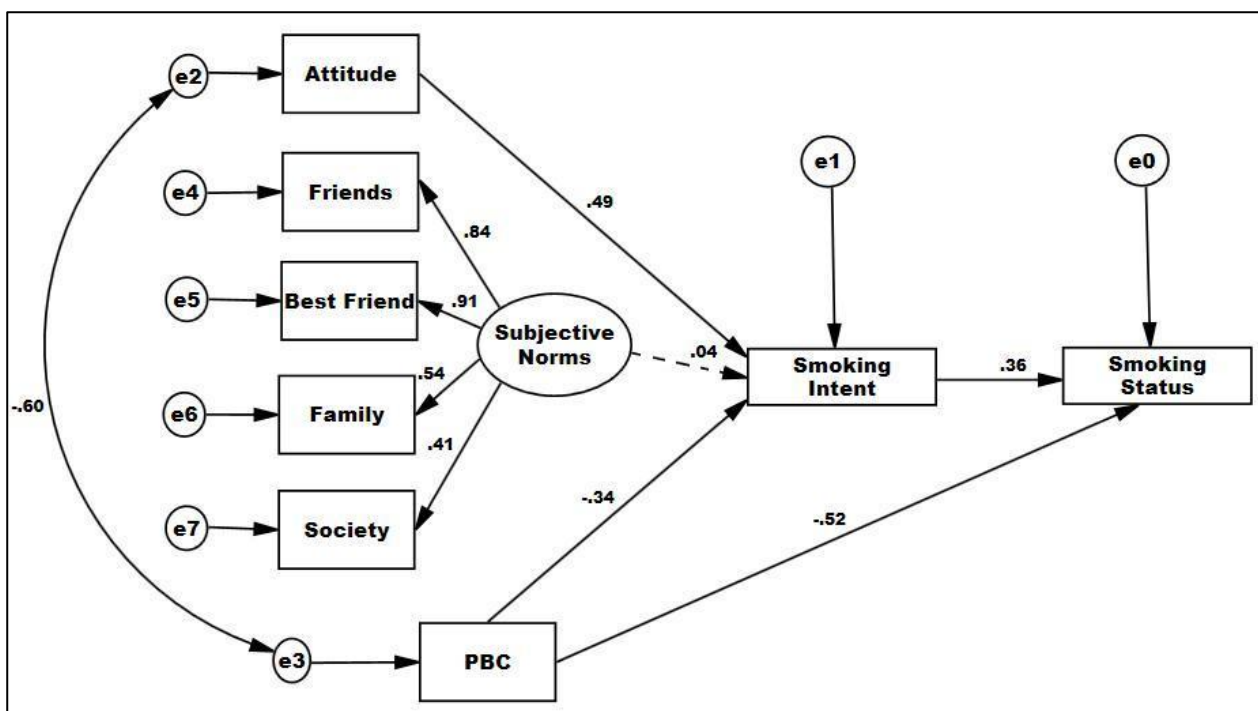 e2
Attitude
e4
Friends
e5
Best Friend
e6
Family
e7
Society
e3
PBC
Subjective
Norms
e1
e0
Smoking
Intent
Smoking
Status
.49
.84
.91
.54
.41
.04
.36
-.34
-.52
-.60